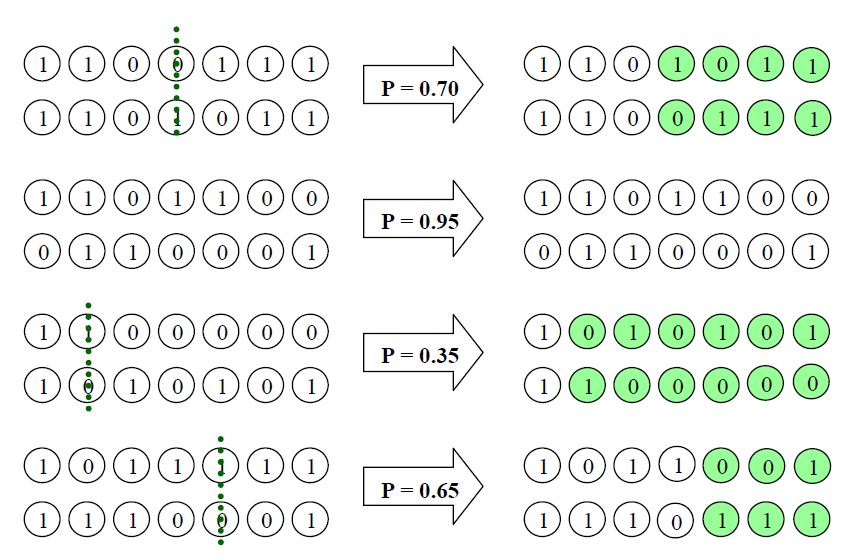 1 1 0 0 1 1 1 1 1 0 1 0 1 1
P = 0.70
1 1 0 1 0 1 1 1 1 0 0 1 1 1
1 1 0 1 1 0 0 1 1 0 1 1 0 0
P = 0.95
0 1 1 0 0 0 1 0 1 1 0 0 0 1
1 1 0 0 0 0 0 1 0 1 0 1 0 1
P = 0.35
1 0 1 0 1 0 1 1 1 0 0 0 0 0
1 0 1 1 1 1 1 1 0 1 1 0 0 1
P = 0.65
1 1 1 0 0 0 1 1 1 1 0 1 1 1